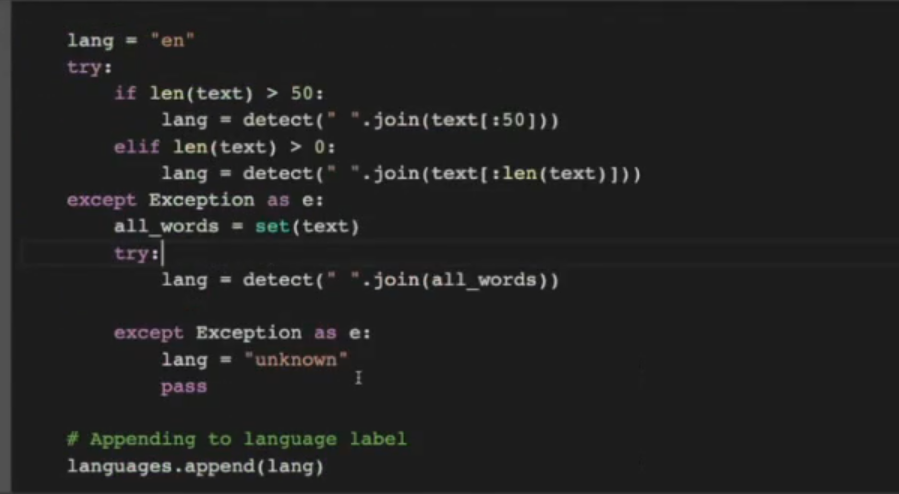 lang = "en"
try:
    if len(text) > 50:
        lang = detect(" ".join(text[:50]))
    elif len(text) > 0:
        lang = detect(" ".join(text[:len(text)]))
except Exception as e:
    all_words = set(text)
    try:
        lang = detect(" ".join(all_words))
    except Exception as e:
        lang = "unknown"
        pass
# Appending to language label
languages.append(lang)